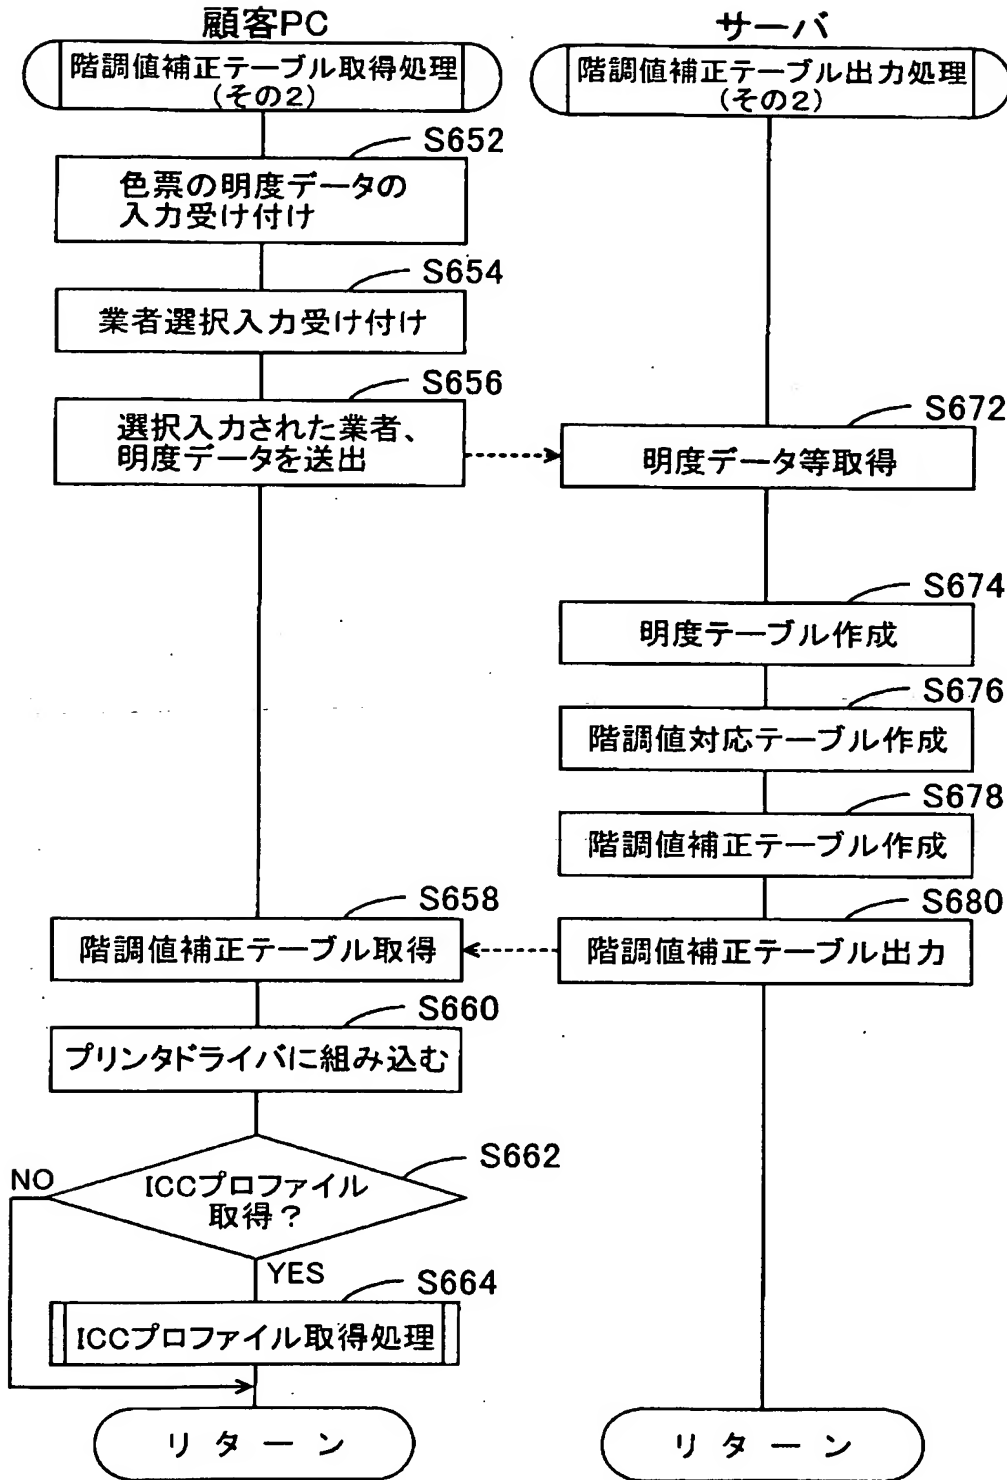 顧客PC
階調値補正テーブル取得処理
(その2)
S652
色票の明度データの
入力受け付け
S654
業者選択入力受け付け
S656
選択入力された業者、
明度データを送出
S658
階調値補正テーブル取得
S660
プリンタドライバに組み込む
S662
ICCプロファイル
取得?
NO
YES
S664
ICCプロファイル取得処理
リターン
サーバ
階調値補正テーブル出力処理
(その2)
S672
明度データ等取得
S674
明度テーブル作成
S676
階調値対応テーブル作成
S678
階調値補正テーブル作成
S680
階調値補正テーブル出力
リターン